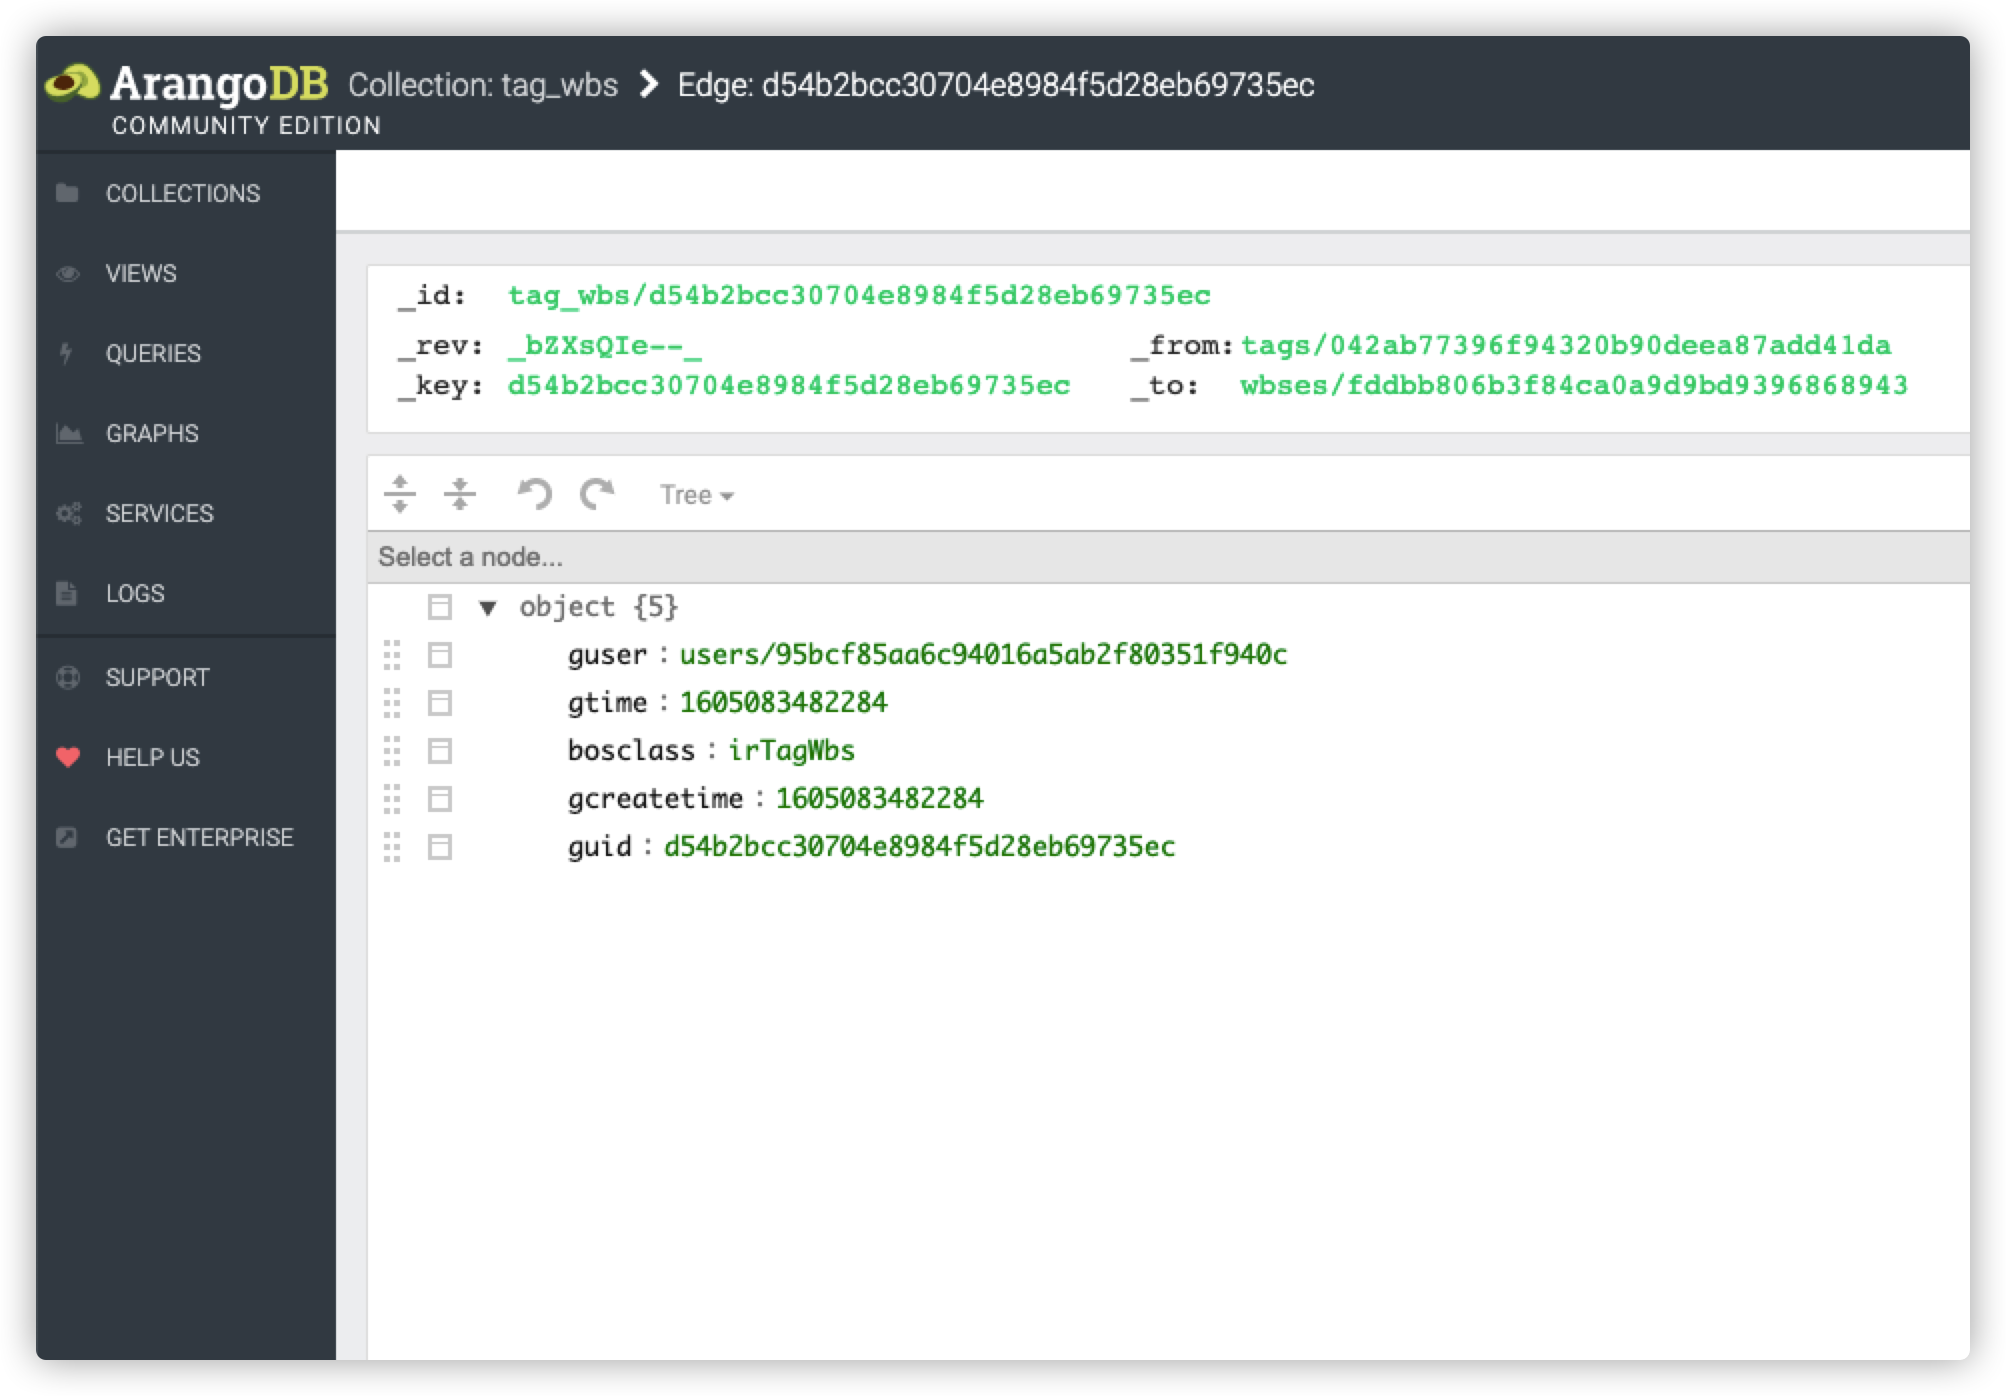 ArangoDB Collection: tag_wbs Edge: d54b2bcc30704e8984f5d28eb69735ec
COMMUNITY EDITION
COLLECTIONS
VIEWS
QUERIES
GRAPHS
SERVICES
LOGS
SUPPORT
HELP US
GET ENTERPRISE
_id: tag_wbs/d54b2bcc30704e8984f5d28eb69735ec
_rev: _bZXsQIe--_ _from: tags/042ab77396f94320b90deea87add41da
_key: d54b2bcc30704e8984f5d28eb69735ec _to: wbses/fddbb806b3f84ca0a9d9bd9396868943
Tree
Select a node...
object {5}
guser : users/95bcf85aa6c94016a5ab2f80351f940c
gtime : 1605083482284
bosclass : irTagWbs
gcreatetime : 1605083482284
guid : d54b2bcc30704e8984f5d28eb69735ec